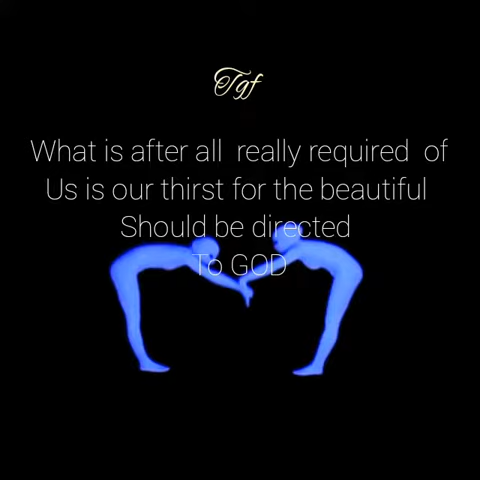 Tgf
What is after all really required of
Us is our thirst for the beautiful
Should be directed
To GOD